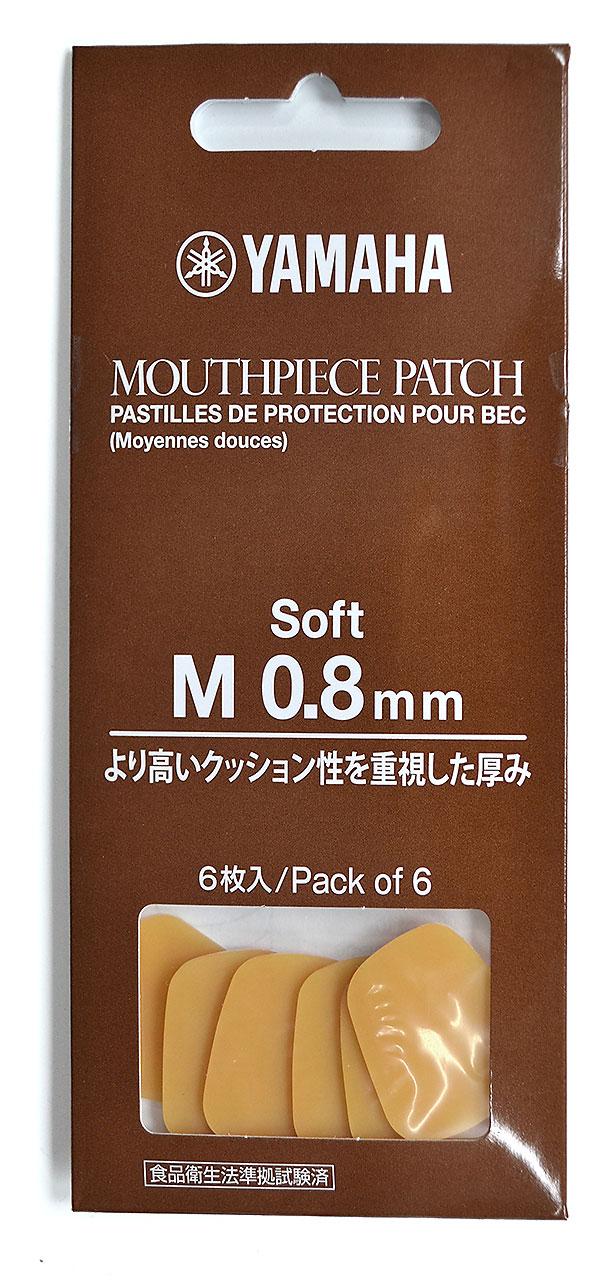 YAMAHA
MOUTHPIECE PATCH
PASTILLES DE PROTECTION POUR BEC
(Moyennes douces)
Soft
M 0.8mm
より高いクッション性を重視した厚み
6枚入/Pack of 6
食品衛生法準拠試験済